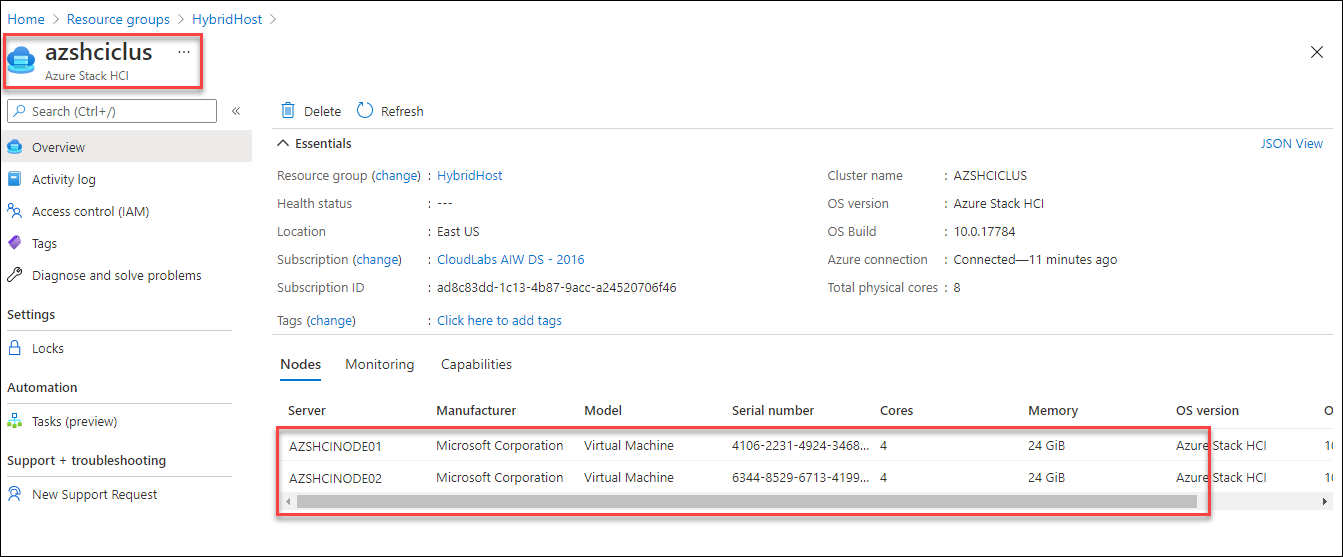 Home > Resource groups > HybridHost >
azshciclus ...
Azure Stack HCI
Search (Ctrl+/)
Overview
Activity log
Access control (IAM)
Tags
Diagnose and solve problems
Settings
Locks
Automation
Tasks (preview)
Support + troubleshooting
New Support Request
Delete Refresh
Essentials JSON View
Resource group (change) : HybridHost
Health status : ---
Location : East US
Subscription (change) : CloudLabs AIW DS - 2016
Subscription ID : ad8c83dd-1c13-4b87-9acc-a24520706f46
Tags (change) : Click here to add tags
Cluster name : AZSHCICLUS
OS version : Azure Stack HCI
OS Build : 10.0.17784
Azure connection : Connected—11 minutes ago
Total physical cores : 8
Nodes Monitoring Capabilities
Server Manufacturer Model Serial number Cores Memory OS version O
AZSHCINODE01 Microsoft Corporation Virtual Machine 4106-2231-4924-3468... 4 24 GiB Azure Stack HCI 10
AZSHCINODE02 Microsoft Corporation Virtual Machine 6344-8529-6713-4199... 4 24 GiB Azure Stack HCI 10